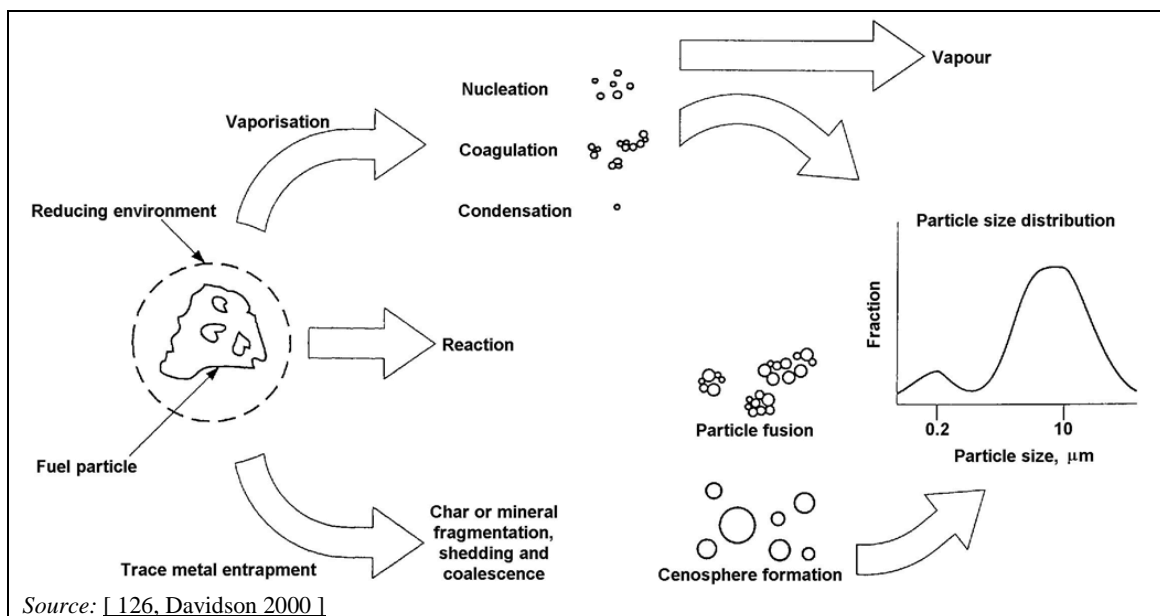 Vapour
Nucleation
Vaporisation
Coagulation
Reducing environment
Condensation
Particle size distribution
Fraction
Reaction
Particle fusion
0.2
10
Particle size, μm
Fuel particle
Char or mineral
fragmentation,
shedding and
coalescence
Trace metal entrapment
Cenosphere formation
Source: [ 126, Davidson 2000 ]